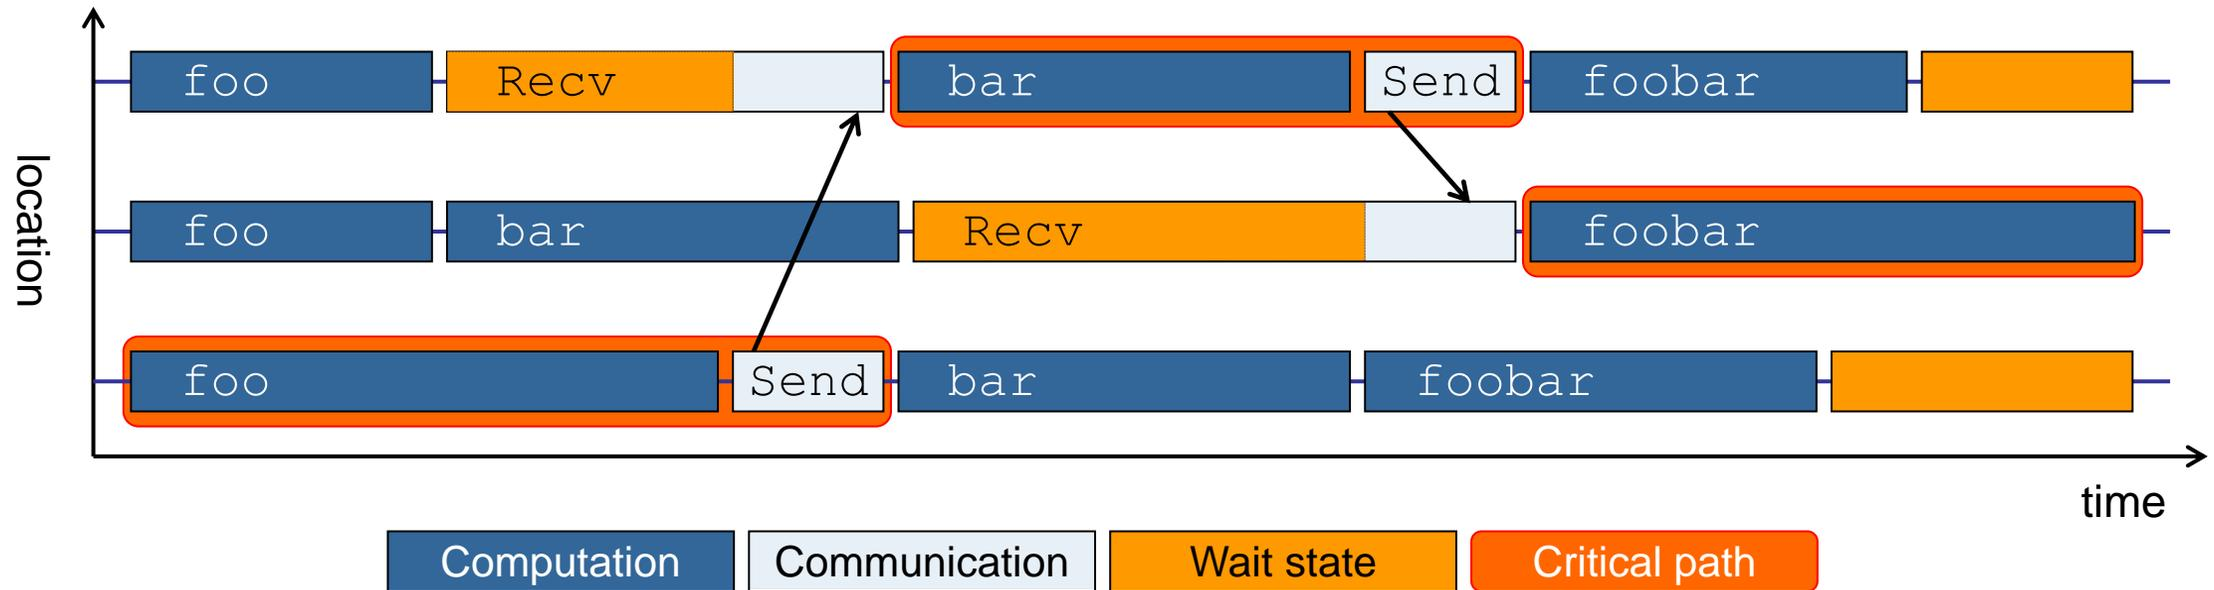 foo Recv bar Send foobar
location
foo bar Recv foobar
foo Send bar foobar
time
Computation Communication Wait state Critical path